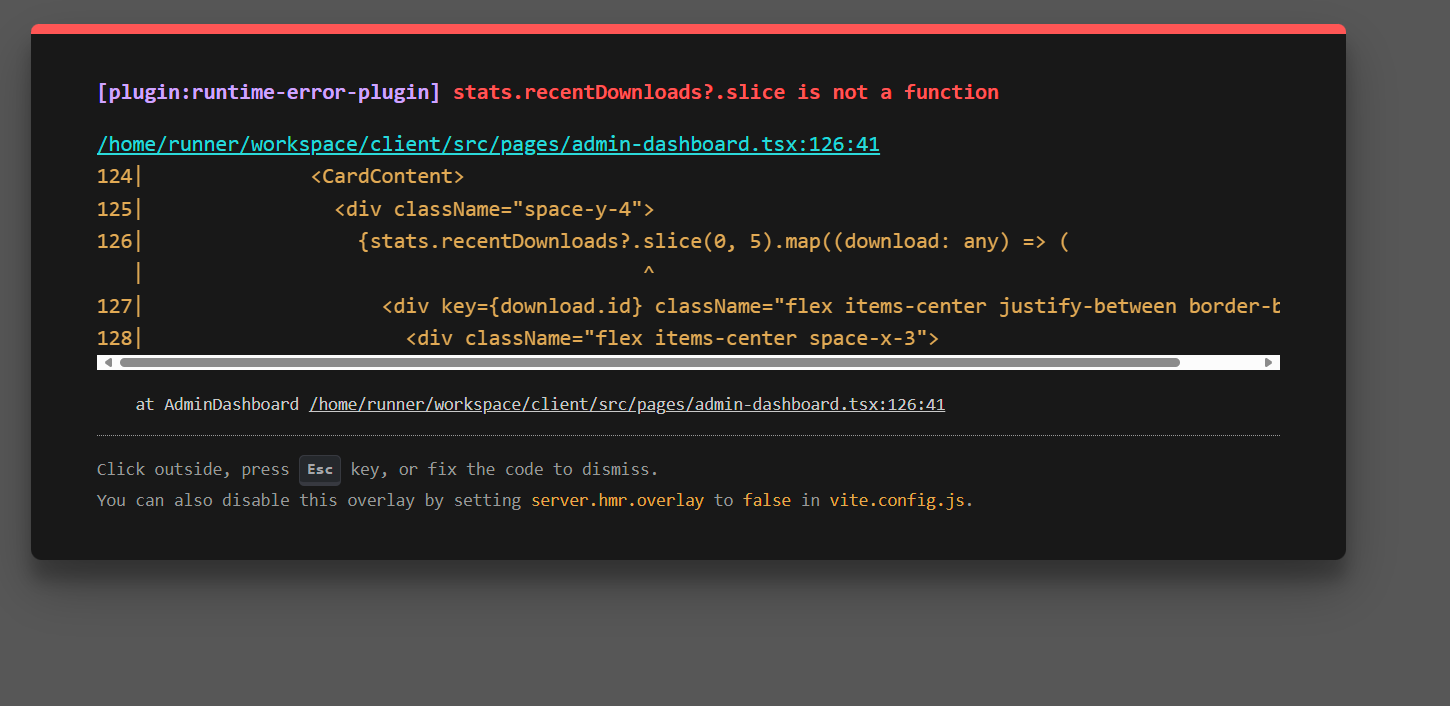 [plugin:runtime-error-plugin] stats.recentDownloads?.slice is not a function
/home/runner/workspace/client/src/pages/admin-dashboard.tsx:126:41
124|              <CardContent>
125|                <div className="space-y-4">
126|                  {stats.recentDownloads?.slice(0, 5).map((download: any) => (
   |                                          ^
127|                    <div key={download.id} className="flex items-center justify-between border-b
128|                      <div className="flex items-center space-x-3">
at AdminDashboard /home/runner/workspace/client/src/pages/admin-dashboard.tsx:126:41
Click outside, press Esc key, or fix the code to dismiss.
You can also disable this overlay by setting server.hmr.overlay to false in vite.config.js.